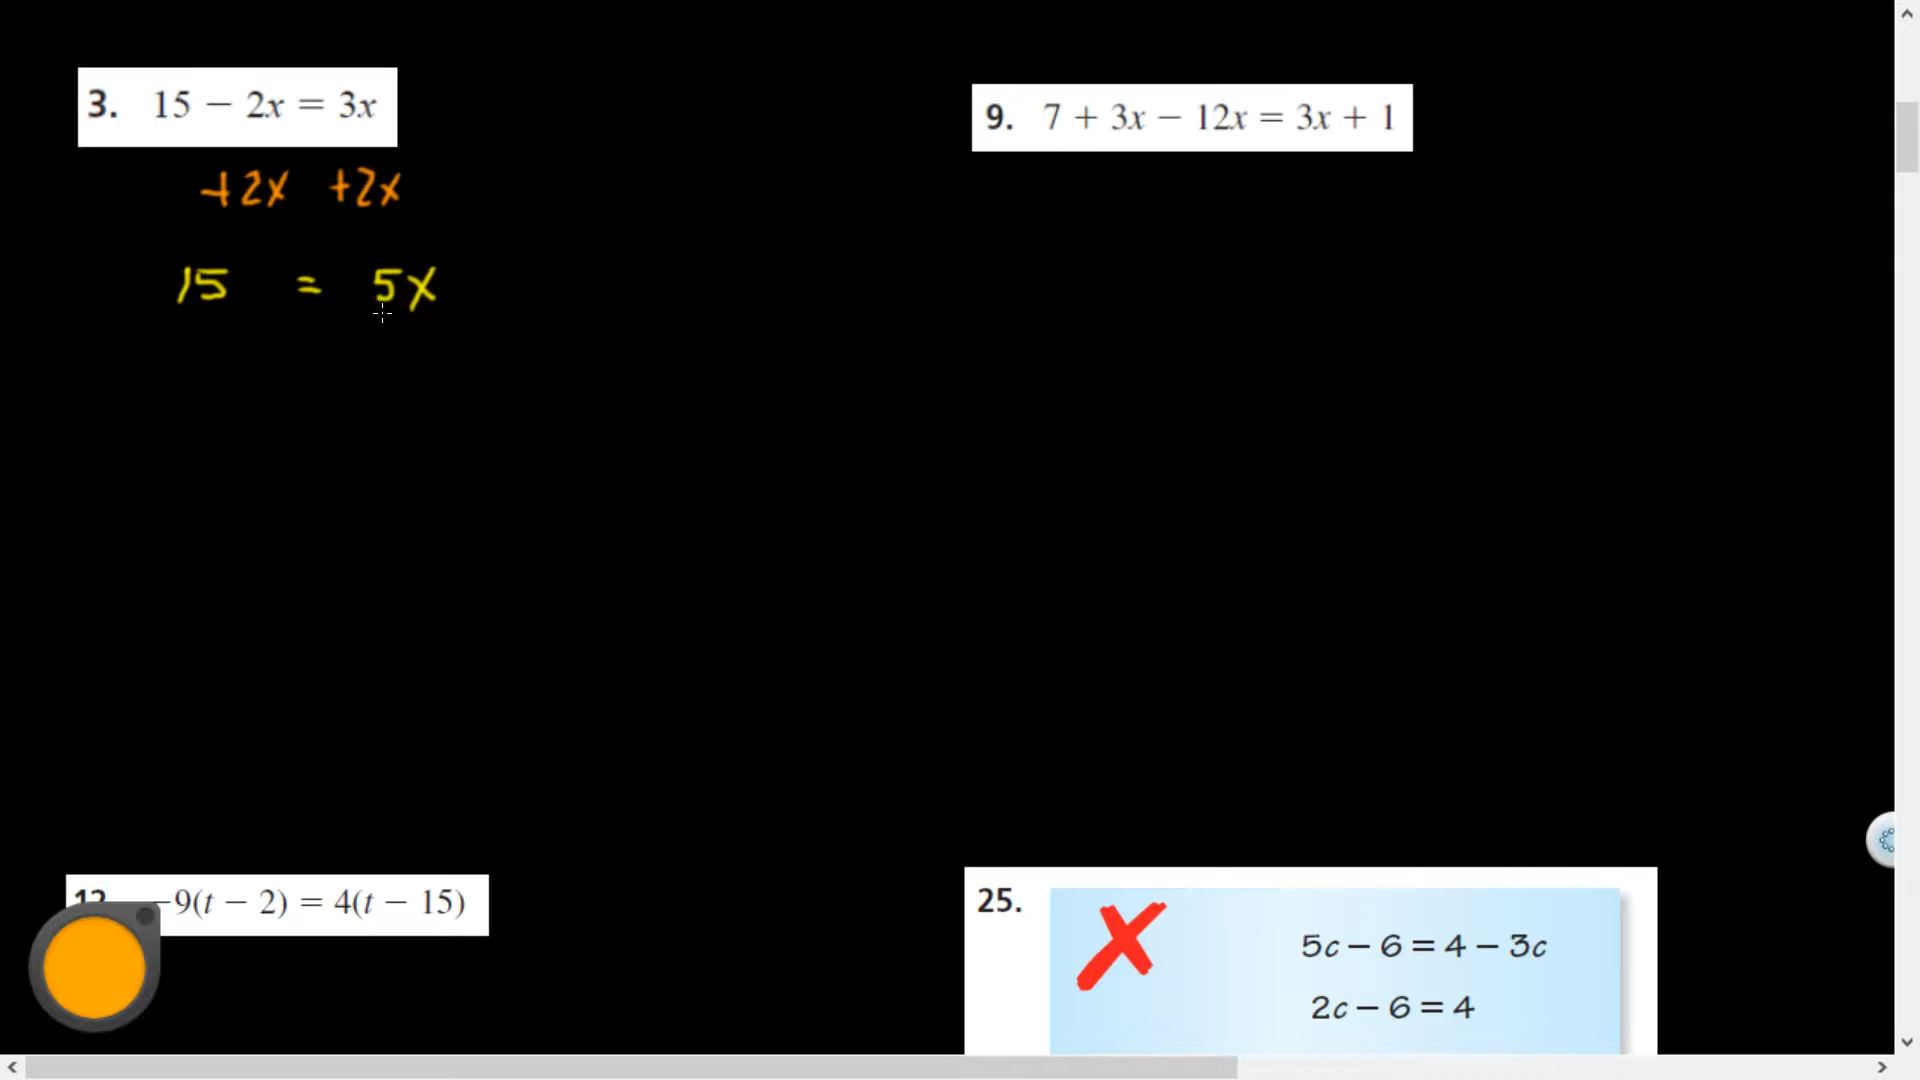 3. 15 − 2x = 3x
+2x +2x
15 = 5x
9. 7 + 3x − 12x = 3x + 1
−9(t − 2) = 4(t − 15)
25.
5c − 6 = 4 − 3c
2c − 6 = 4